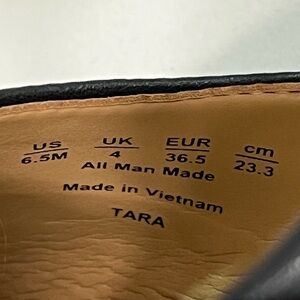 US UK EUR cm
6.5M 4 36.5 23.3
All Man Made
Made in Vietnam
TARA